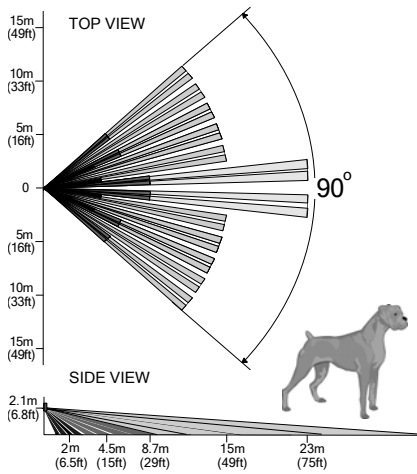 15m
(49ft)
TOP VIEW
10m
(33ft)
5m
(16ft)
0
90°
5m
(16ft)
10m
(33ft)
15m
(49ft)
SIDE VIEW
2.1m
(6.8ft)
2m
(6.5ft)
4.5m
(15ft)
8.7m
(29ft)
15m
(49ft)
23m
(75ft)